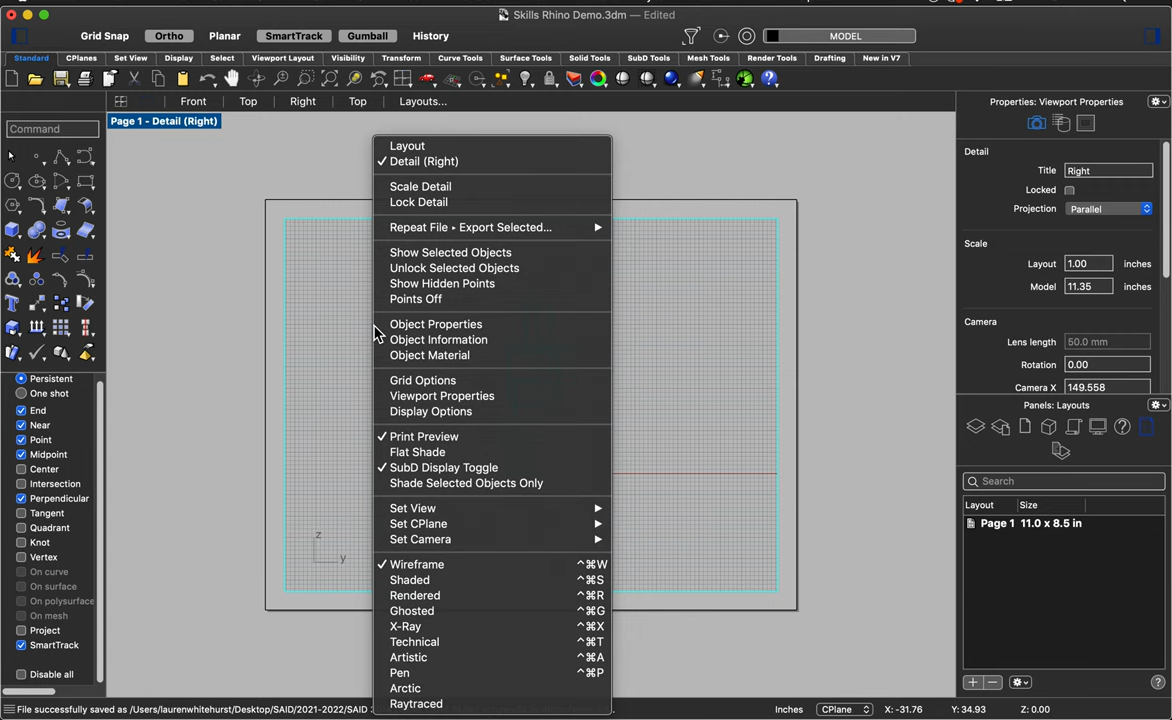 Skills Rhino Demo.3dm — Edited
Grid Snap Ortho Planar SmartTrack Gumball History MODEL
Standard CPlanes Set View Display Select Viewport Layout Visibility Transform Curve Tools Surface Tools Solid Tools SubD Tools Mesh Tools Render Tools Drafting New in V7
Front Top Right Top Layouts...
Command
Page 1 - Detail (Right)
Persistent
One shot
End
Near
Point
Midpoint
Center
Intersection
Perpendicular
Tangent
Quadrant
Knot
Vertex
On curve
On surface
On polysurface
On mesh
Project
SmartTrack
Disable all
z
y
Layout
✓ Detail (Right)
Scale Detail
Lock Detail
Repeat File ▸ Export Selected...
Show Selected Objects
Unlock Selected Objects
Show Hidden Points
Points Off
Object Properties
Object Information
Object Material
Grid Options
Viewport Properties
Display Options
✓ Print Preview
Flat Shade
✓ SubD Display Toggle
Shade Selected Objects Only
Set View
Set CPlane
Set Camera
✓ Wireframe ^⌘W
Shaded ^⌘S
Rendered ^⌘R
Ghosted ^⌘G
X-Ray ^⌘X
Technical ^⌘T
Artistic ^⌘A
Pen ^⌘P
Arctic
Raytraced
Properties: Viewport Properties
Detail
Title Right
Locked
Projection Parallel
Scale
Layout 1.00 inches
Model 11.35 inches
Camera
Lens length 50.0 mm
Rotation 0.00
Camera X 149.558
Panels: Layouts
Search
Layout Size
Page 1 11.0 x 8.5 in
File successfully saved as /Users/laurenwhitehurst/Desktop/SAID/2021-2022/SAID
Inches CPlane X: -31.76 Y: 34.93 Z: 0.00